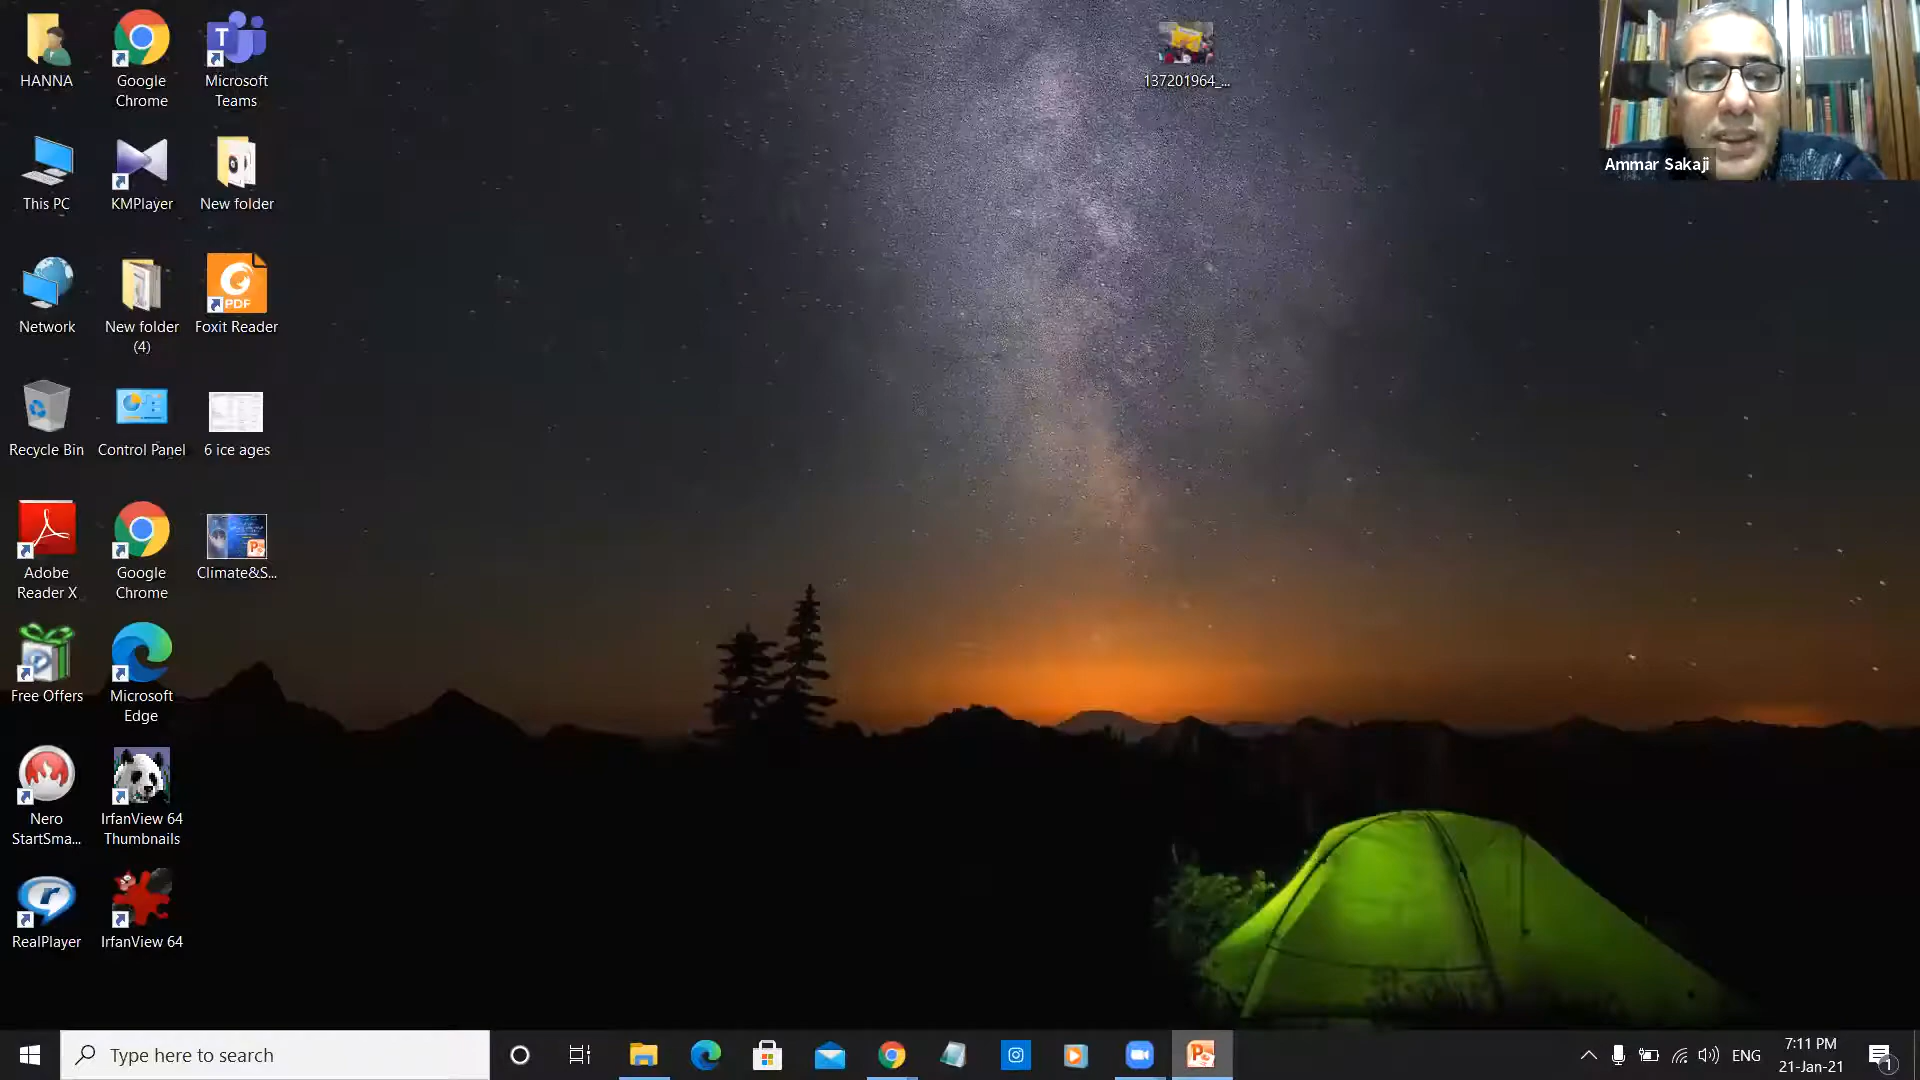 HANNA
Google
Chrome
Microsoft
Teams
137201964_...
Ammar Sakaji
This PC
KMPlayer
New folder
Network
New folder
(4)
PDF
Foxit Reader
Recycle Bin
Control Panel
6 ice ages
Adobe
Reader X
Google
Chrome
Climate&S...
Free Offers
Microsoft
Edge
Nero
StartSma...
IrfanView 64
Thumbnails
RealPlayer
IrfanView 64
Type here to search
ENG
7:11 PM
21-Jan-21
1